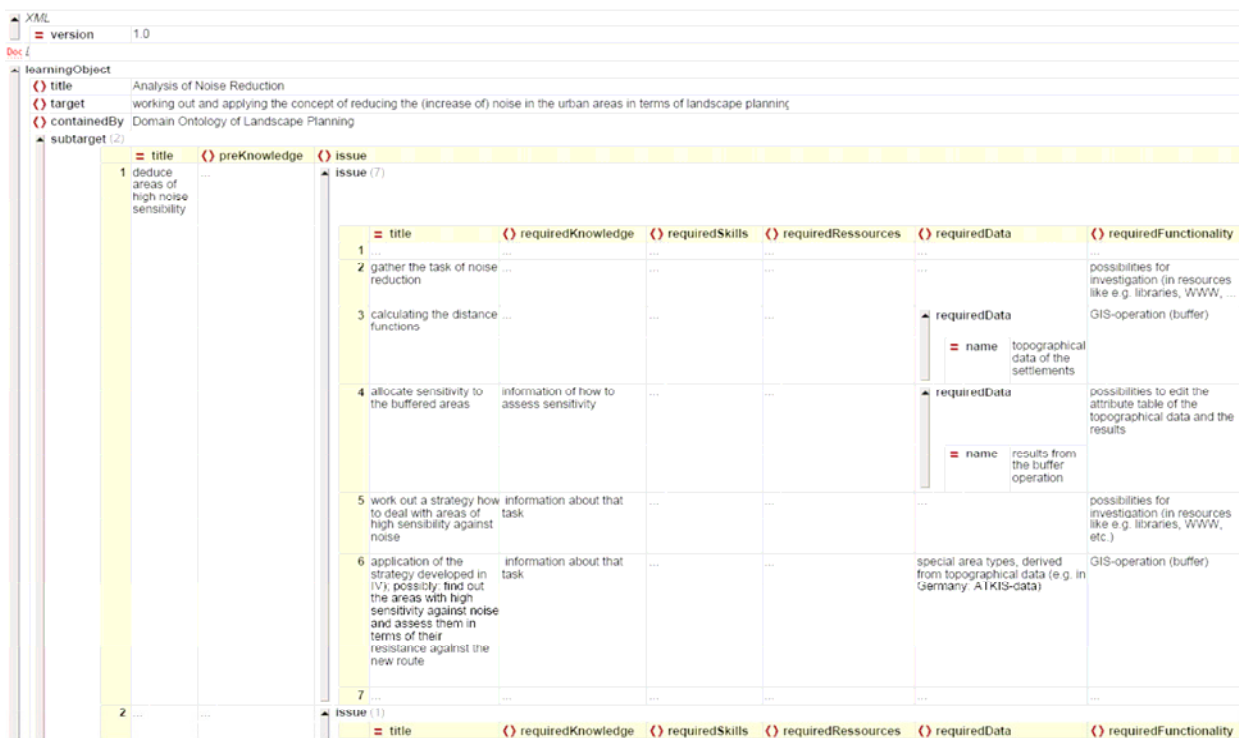 XML
= version 1.0
Doc
learningObject
() title Analysis of Noise Reduction
() target working out and applying the concept of reducing the (increase of) noise in the urban areas in terms of landscape planning
() containedBy Domain Ontology of Landscape Planning
subtarget (2)
= title () preKnowledge () issue
1 deduce areas of high noise sensibility ... issue (7)
= title () requiredKnowledge () requiredSkills () requiredRessources () requiredData () requiredFunctionality
1 ... ... ... ... ... ...
2 gather the task of noise reduction ... ... ... ... possibilities for investigation (in resources like e.g. libraries, WWW, ...
3 calculating the distance functions ... ... ... requiredData GIS-operation (buffer)
= name topographical data of the settlements
4 allocate sensitivity to the buffered areas information of how to assess sensitivity ... ... requiredData possibilities to edit the attribute table of the topographical data and the results
= name results from the buffer operation
5 work out a strategy how to deal with areas of high sensibility against noise information about that task ... ... ... possibilities for investigation (in resources like e.g. libraries, WWW, etc.)
6 application of the strategy developed in IV); possibly: find out the areas with high sensitivity against noise and assess them in terms of their resistance against the new route information about that task ... ... special area types, derived from topographical data (e.g. in Germany: ATKIS-data) GIS-operation (buffer)
7 ... ... ... ... ... ...
2 ... ... issue (1)
= title () requiredKnowledge () requiredSkills () requiredRessources () requiredData () requiredFunctionality